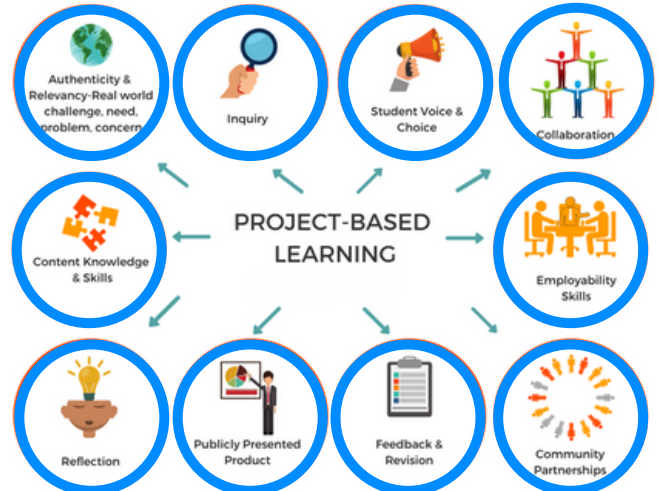 Authenticity &
Relevancy-Real world
challenge, need,
problem, concern
Inquiry
Student Voice &
Choice
Collaboration
PROJECT-BASED
LEARNING
Content Knowledge
& Skills
Employability
Skills
Reflection
Publicly Presented
Product
Feedback &
Revision
Community
Partnerships